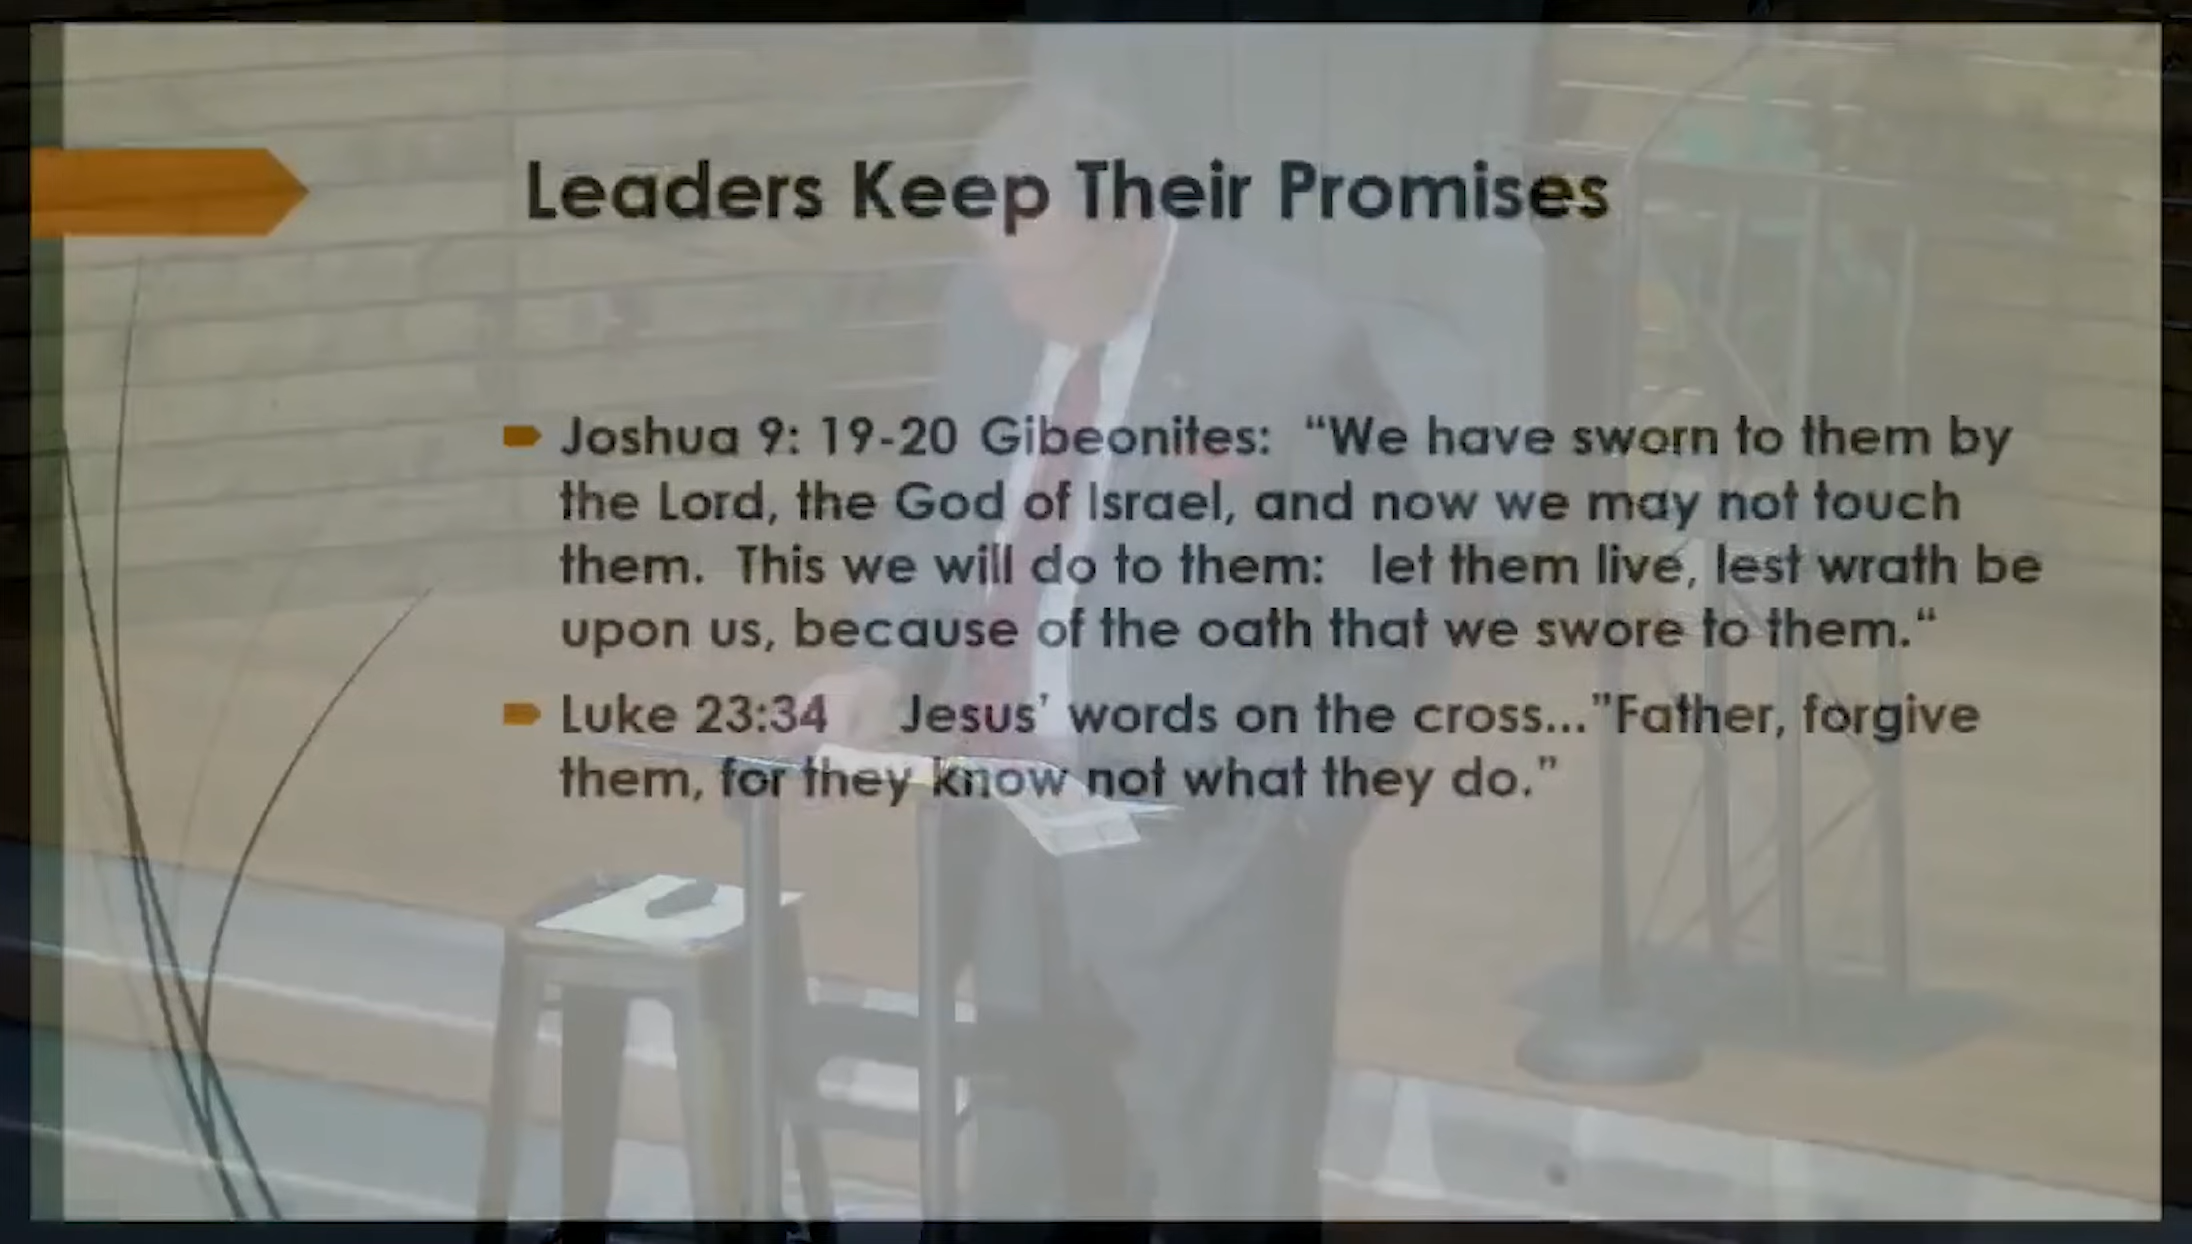 Leaders Keep Their Promises
Joshua 9: 19-20 Gibeonites:  “We have sworn to them by
the Lord, the God of Israel, and now we may not touch
them.  This we will do to them:   let them live, lest wrath be
upon us, because of the oath that we swore to them.“
Luke 23:34    Jesus’ words on the cross...”Father, forgive
them, for they know not what they do.”